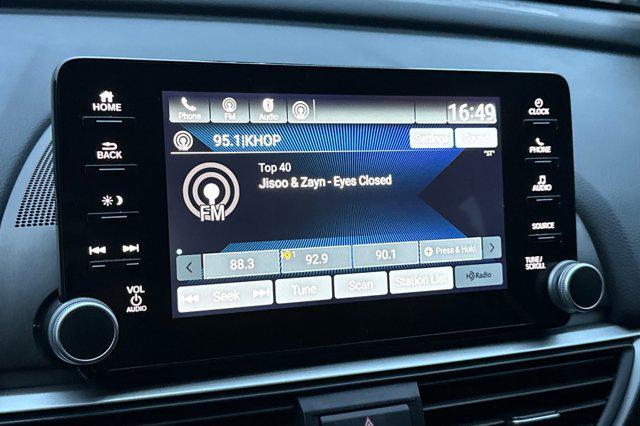 HOME
BACK
VOL
AUDIO
Phone FM Audio 16:49
95.1|KHOP Settings Sound
FM
Top 40
Jisoo & Zayn - Eyes Closed
88.3 1 92.9 90.1 Press & Hold
Seek Tune Scan Station List HD Radio
CLOCK
PHONE
AUDIO
SOURCE
TUNE/
SCROLL